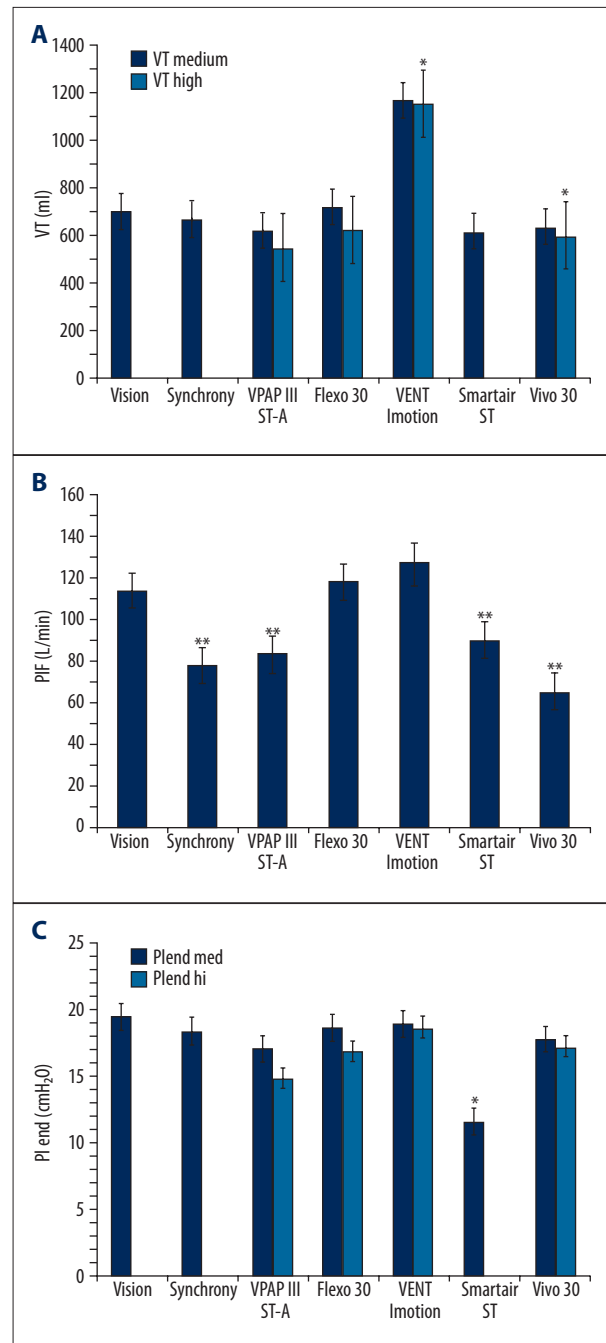 A
1400
1200
1000
800
600
400
200
0
VT (ml)
VT medium
VT high
*
*
Vision Synchrony VPAP III Flexo 30 VENT Smartair Vivo 30
ST-A Imotion ST
B
160
140
120
100
80
60
40
20
0
PIF (L/min)
**
**
**
**
Vision Synchrony VPAP III Flexo 30 VENT Smartair Vivo 30
ST-A Imotion ST
C
25
20
15
10
5
0
PI end (cmH₂O)
PIend med
PIend hi
*
Vision Synchrony VPAP III Flexo 30 VENT Smartair Vivo 30
ST-A Imotion ST